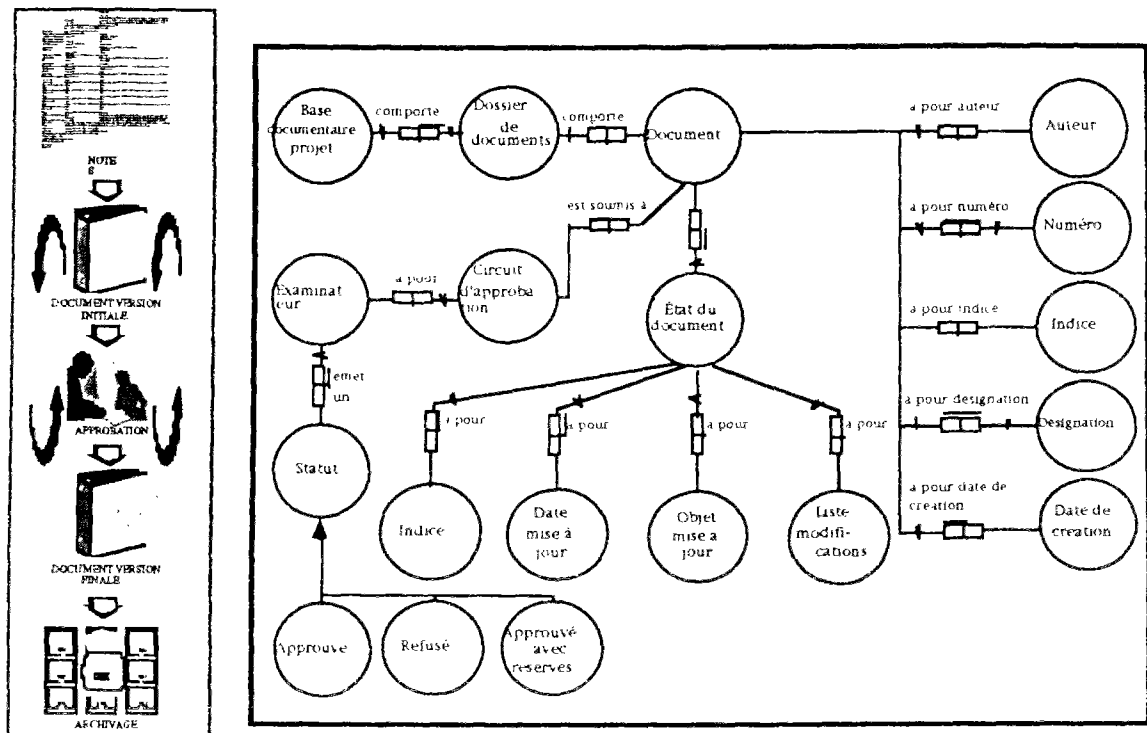 NOTE
S
DOCUMENT VERSION
INITIALE
APPROBATION
DOCUMENT VERSION
FINALE
ARCHIVAGE
Base
documentaire
projet
comporte
Dossier
de
documents
comporte
Document
a pour auteur
Auteur
est soumis à
a pour numéro
Numéro
Examinat
eur
a pour
Circuit
d'approba
tion
État du
document
a pour indice
Indice
emet
un
a pour
a pour
a pour
a pour
a pour désignation
Désignation
Statut
Indice
Date
mise à
jour
Objet
mise a
jour
Liste
modifi-
cations
a pour date de
creation
Date de
creation
Approuve
Refusé
Approuvé
avec
reserves